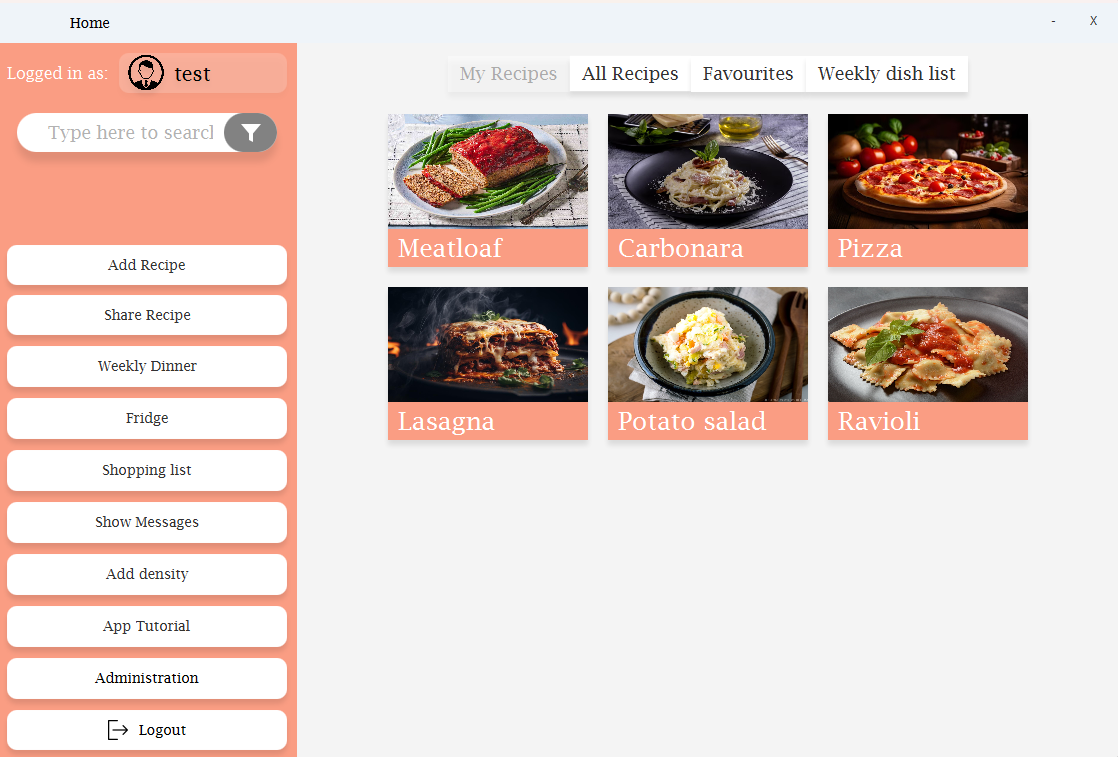 Home
-
X
Logged in as:
test
Type here to search
My Recipes
All Recipes
Favourites
Weekly dish list
Meatloaf
Carbonara
Pizza
Lasagna
Potato salad
Ravioli
Add Recipe
Share Recipe
Weekly Dinner
Fridge
Shopping list
Show Messages
Add density
App Tutorial
Administration
Logout